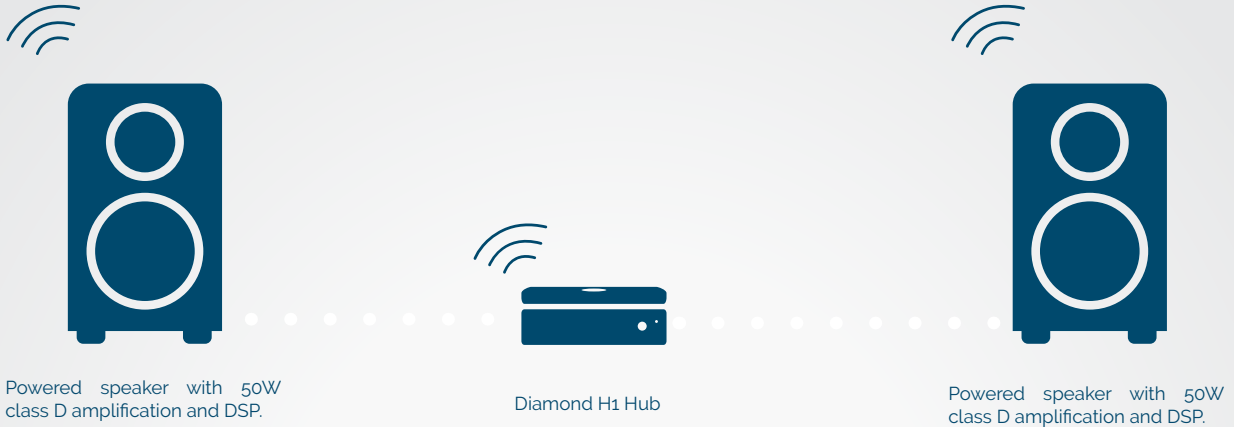 Powered speaker with 50W
class D amplification and DSP.
Diamond H1 Hub
Powered speaker with 50W
class D amplification and DSP.